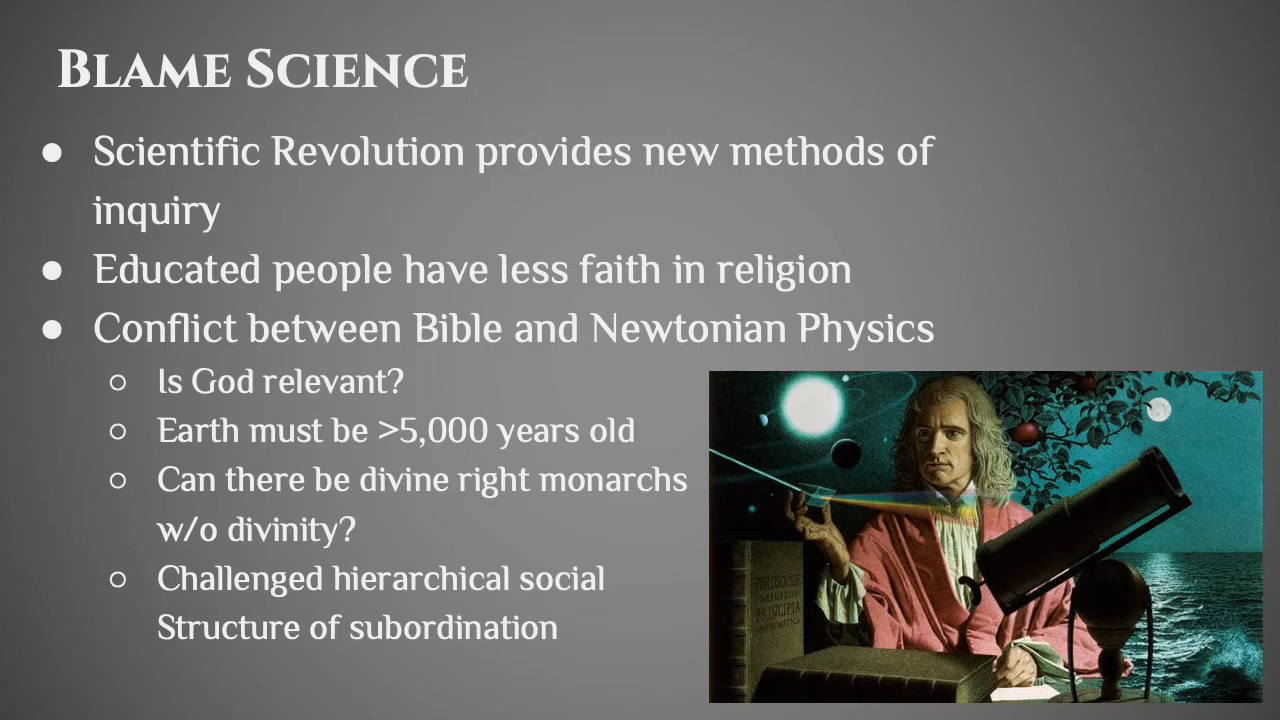 Blame Science
● Scientific Revolution provides new methods of
inquiry
● Educated people have less faith in religion
● Conflict between Bible and Newtonian Physics
○ Is God relevant?
○ Earth must be >5,000 years old
○ Can there be divine right monarchs
w/o divinity?
○ Challenged hierarchical social
Structure of subordination
PHILOSOPHIÆ
PRINCIPIA
MATHEMATICA